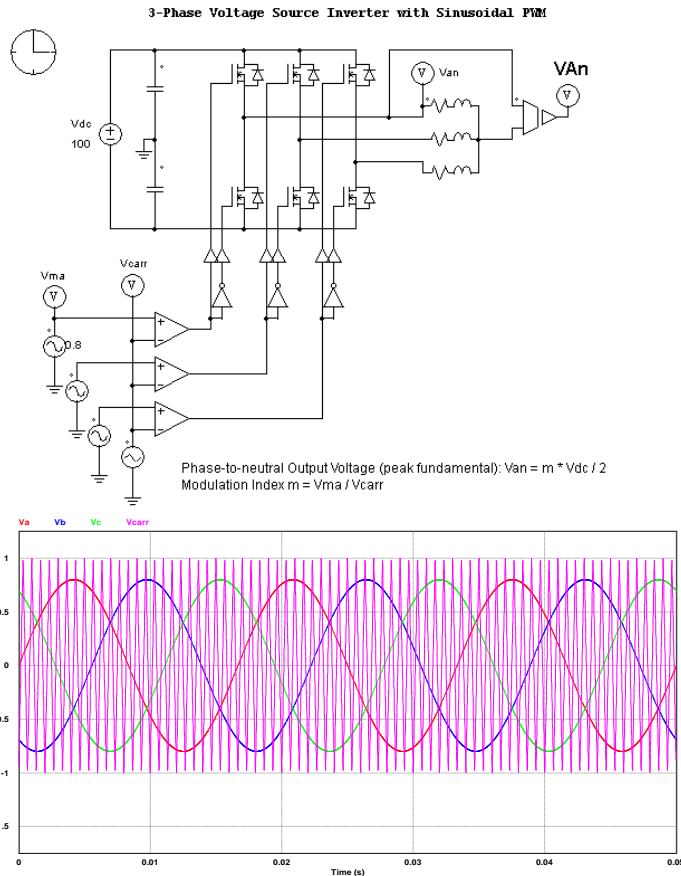 3-Phase Voltage Source Inverter with Sinusoidal PWM
V Van
VAn
V
Vdc
100
Vma
V
Vcarr
V
0.8
Phase-to-neutral Output Voltage (peak fundamental): Van = m * Vdc / 2
Modulation Index m = Vma / Vcarr
Va Vb Vc Vcarr
1
0.5
0
-1
0 0.01 0.02 0.03 0.04
Time (s)